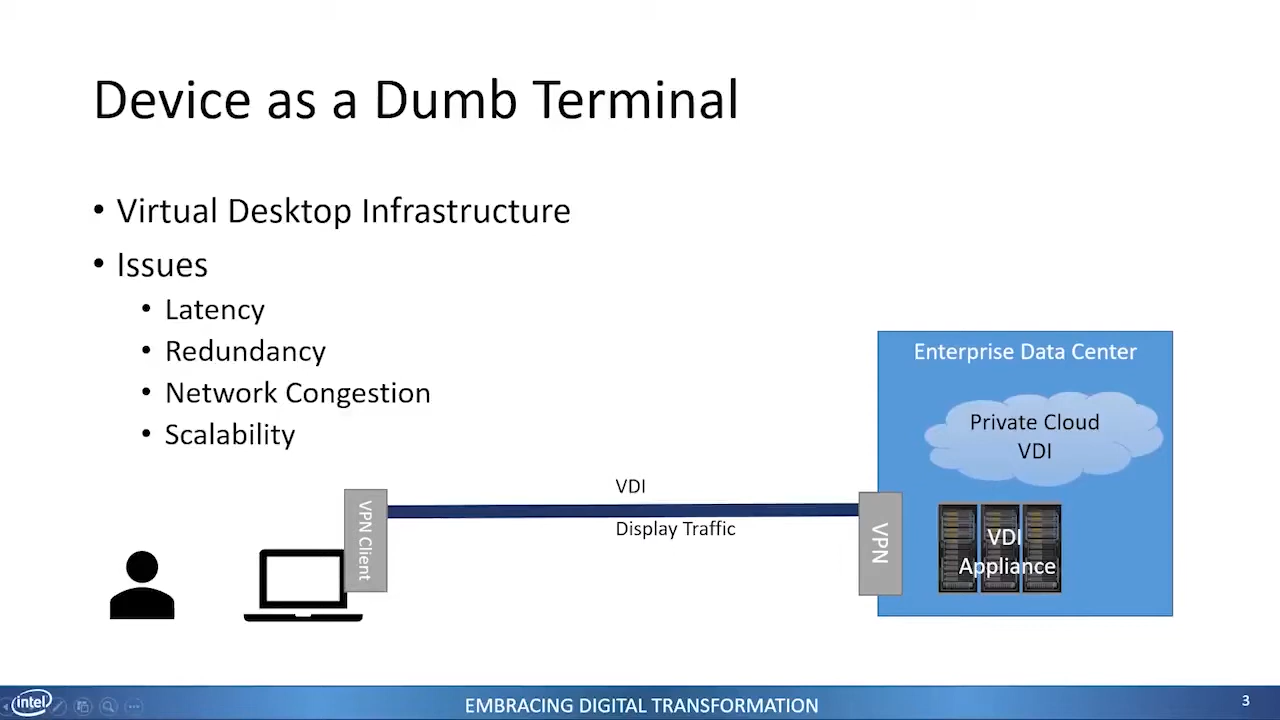 Device as a Dumb Terminal
• Virtual Desktop Infrastructure
• Issues
• Latency
• Redundancy
• Network Congestion
• Scalability
Enterprise Data Center
Private Cloud
VDI
VPN Client
VDI
Display Traffic
VPN
VDI
Appliance
intel
EMBRACING DIGITAL TRANSFORMATION
3